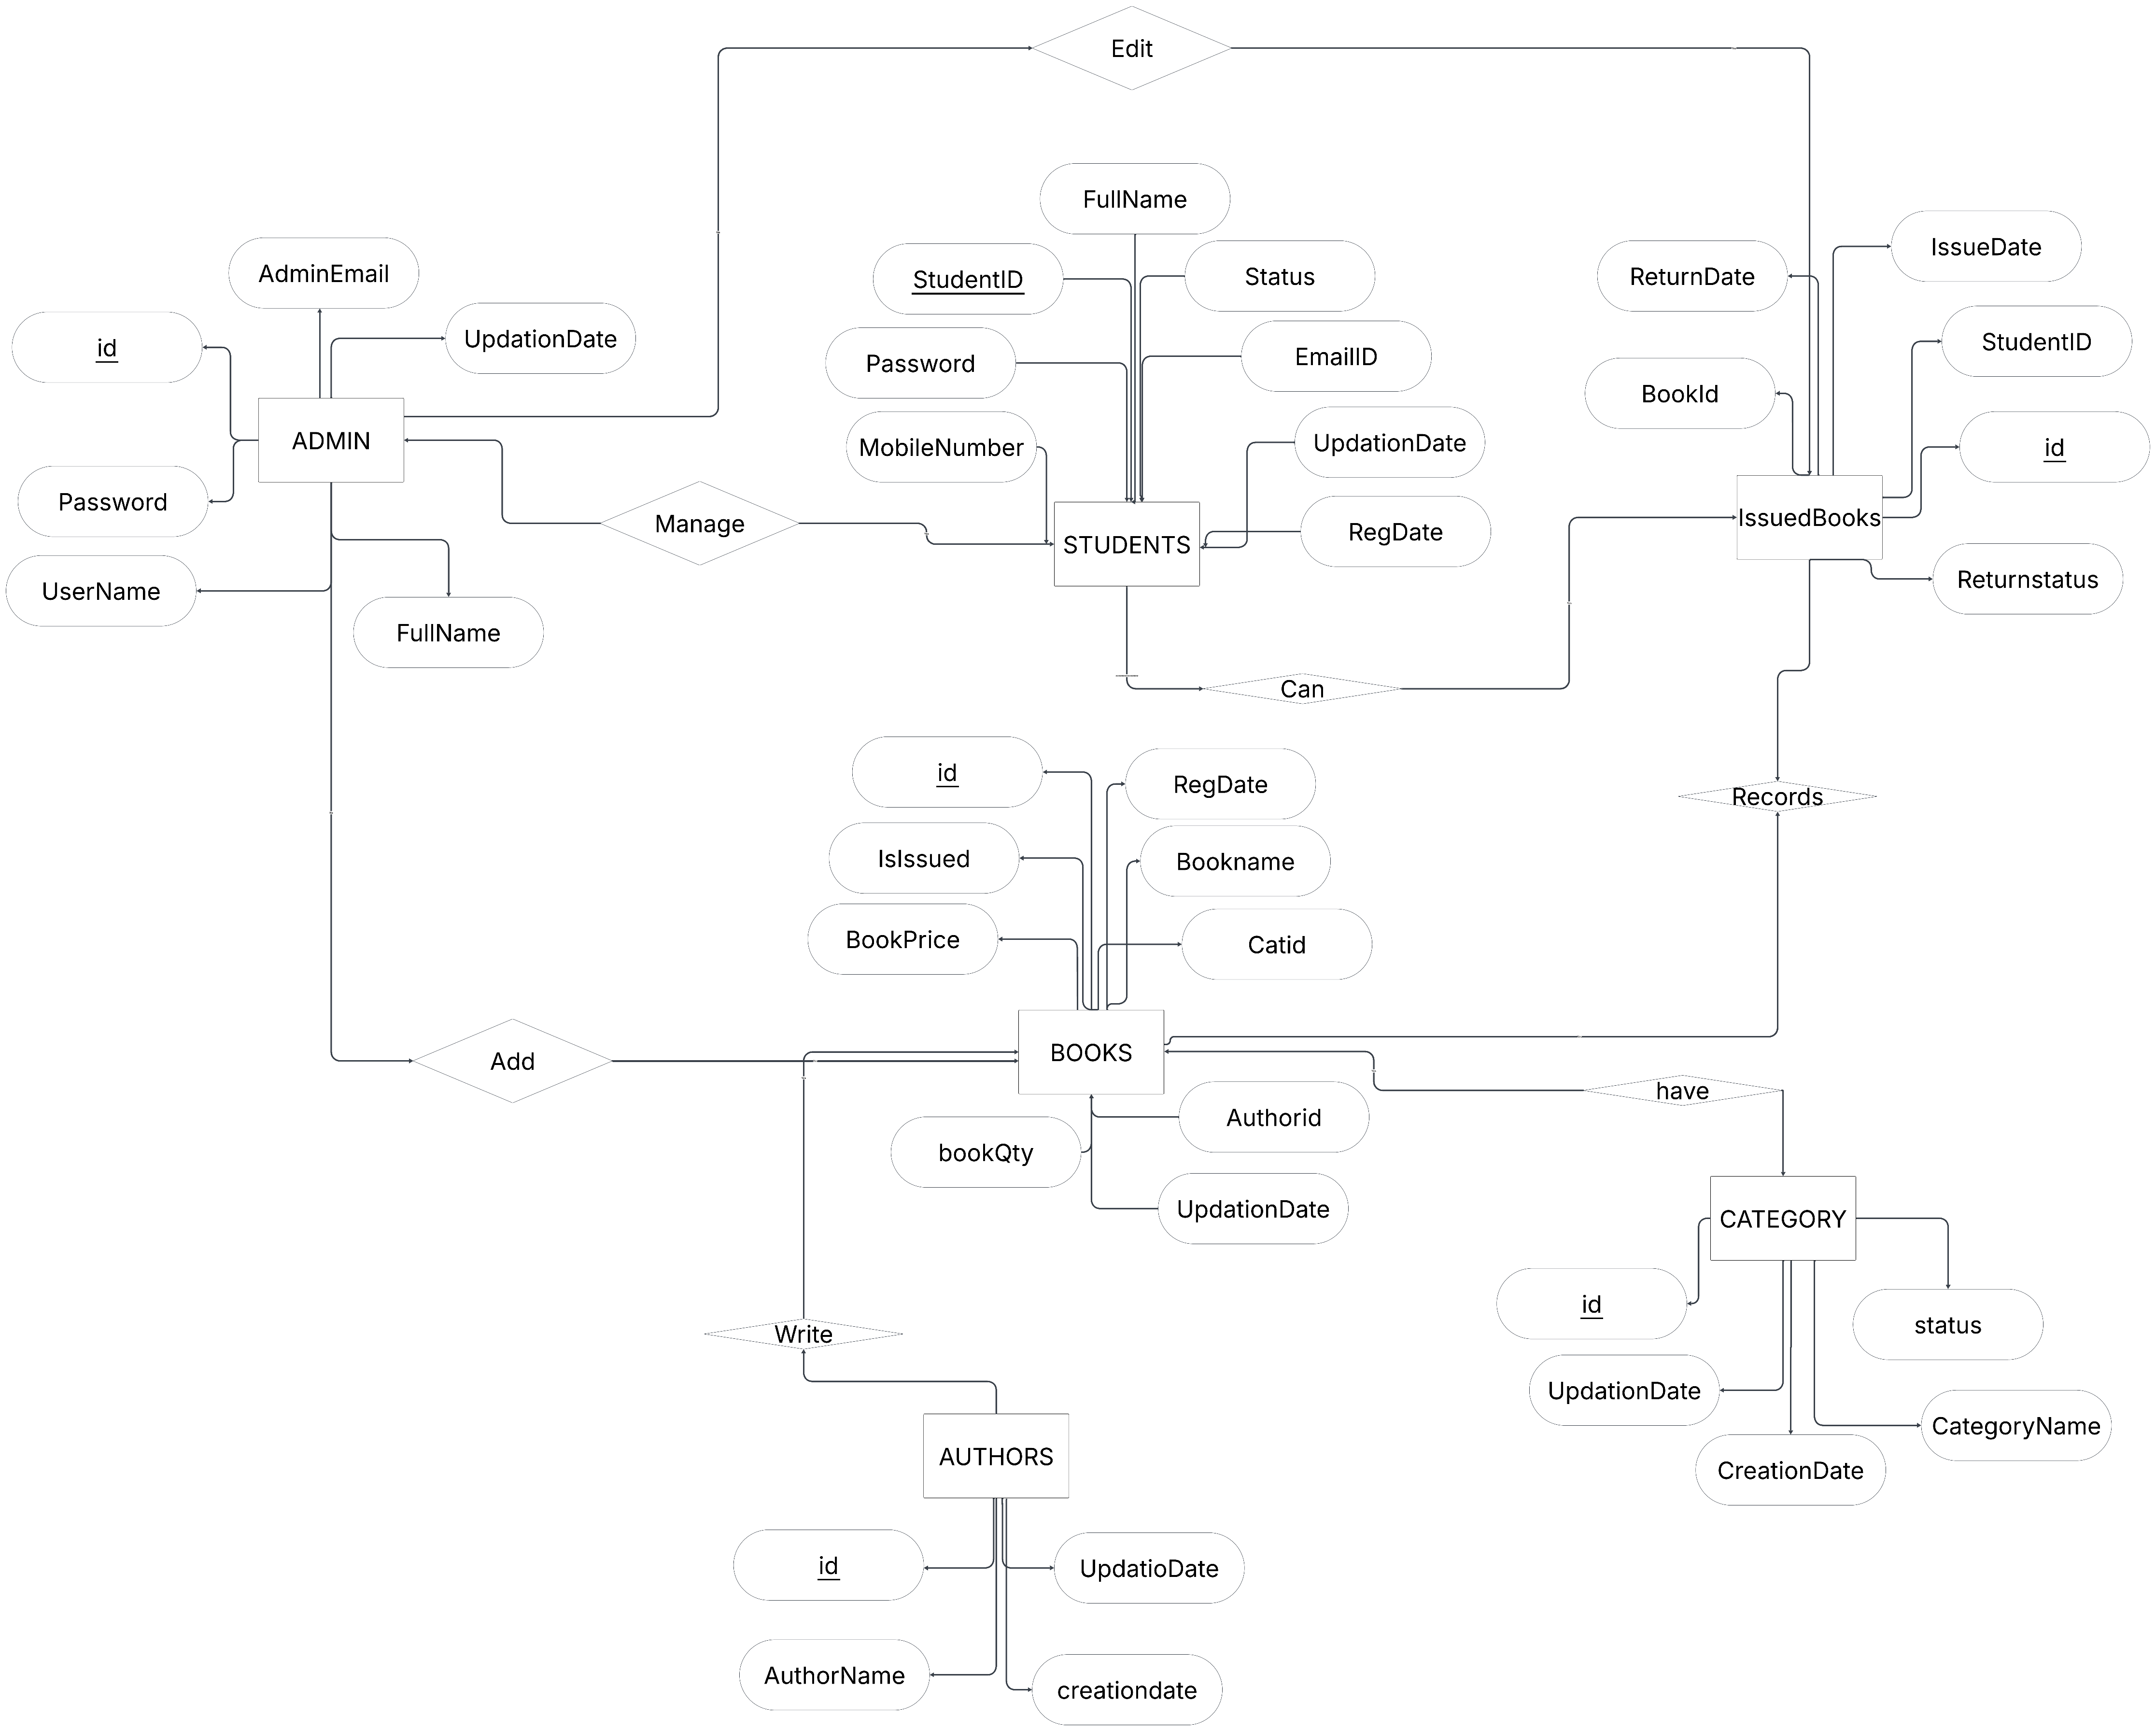 Edit
FullName
StudentID
Status
Password
EmailID
MobileNumber
UpdationDate
RegDate
STUDENTS
AdminEmail
id
UpdationDate
ADMIN
Password
UserName
FullName
Manage
IssueDate
ReturnDate
StudentID
BookId
id
IssuedBooks
Returnstatus
Can
Records
id
RegDate
IsIssued
Bookname
BookPrice
Catid
BOOKS
Add
Authorid
bookQty
UpdationDate
have
CATEGORY
id
status
UpdationDate
CategoryName
CreationDate
Write
AUTHORS
id
UpdatioDate
AuthorName
creationdate